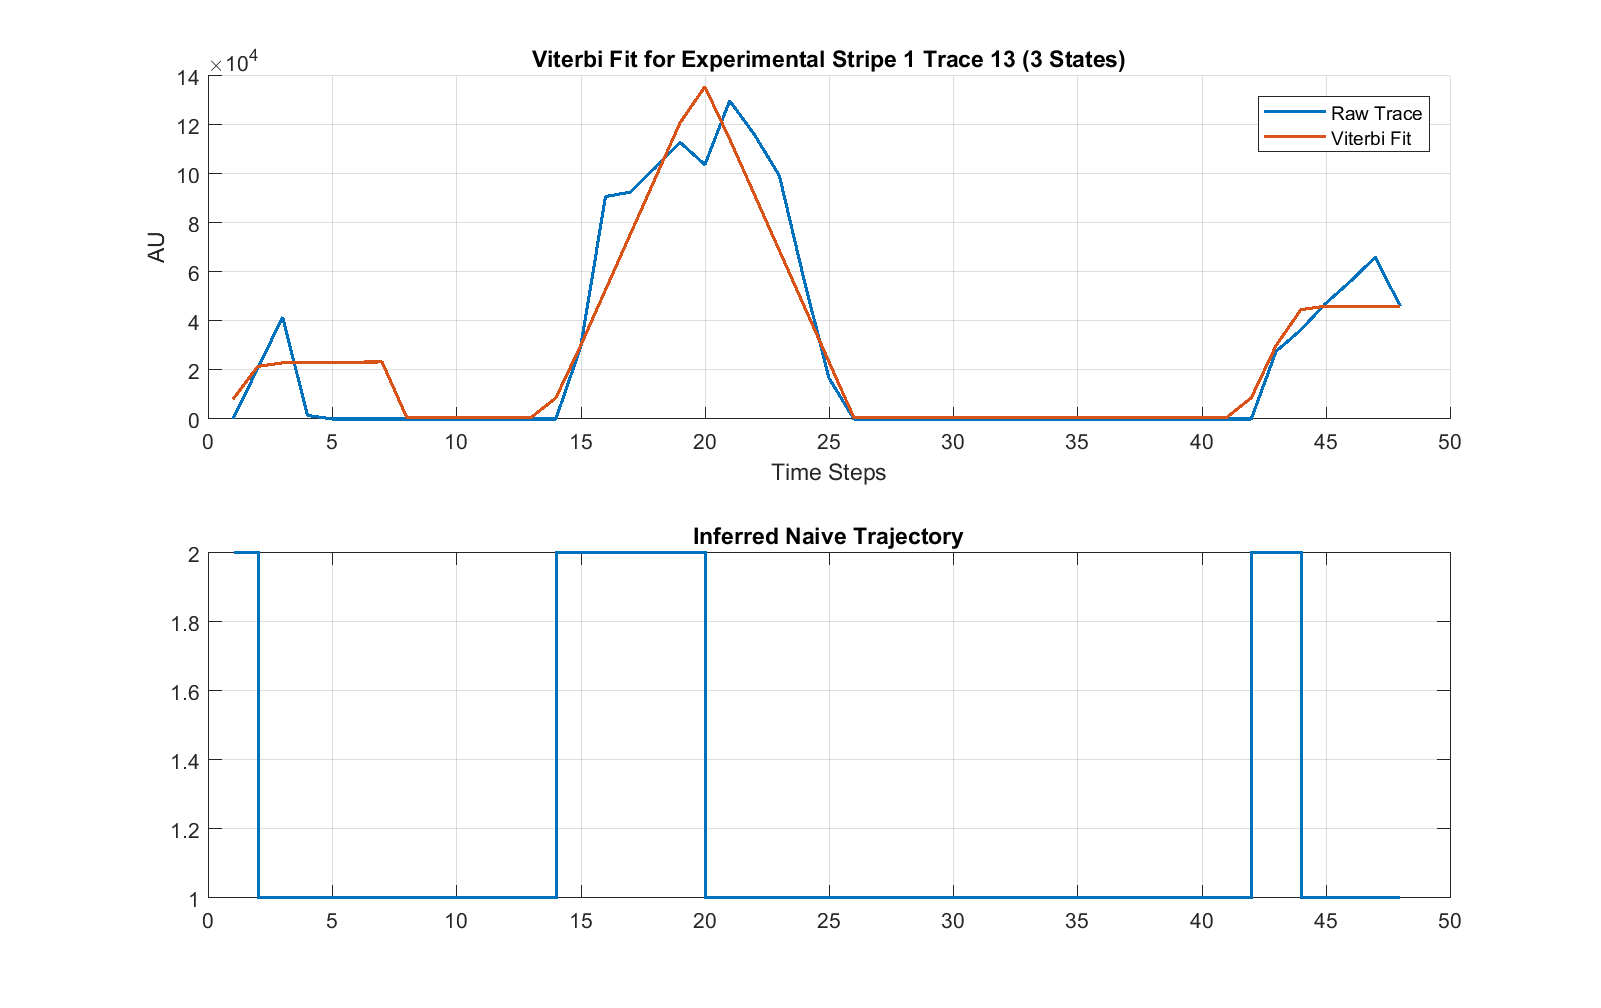 Viterbi Fit for Experimental Stripe 1 Trace 13 (3 States)
×10⁴
14
12
10
8
6
4
2
0
AU
Raw Trace
Viterbi Fit
0 5 10 15 20 25 30 35 40 45 50
Time Steps
Inferred Naive Trajectory
2
1.8
1.6
1.4
1.2
1
0 5 10 15 20 25 30 35 40 45 50